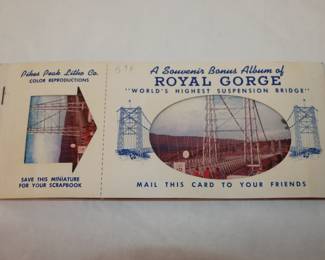 Pikes Peak Litho Co.
COLOR REPRODUCTIONS
SAVE THIS MINIATURE
FOR YOUR SCRAPBOOK
A Souvenir Bonus Album of
ROYAL GORGE
"WORLD'S HIGHEST SUSPENSION BRIDGE"
MAIL THIS CARD TO YOUR FRIENDS